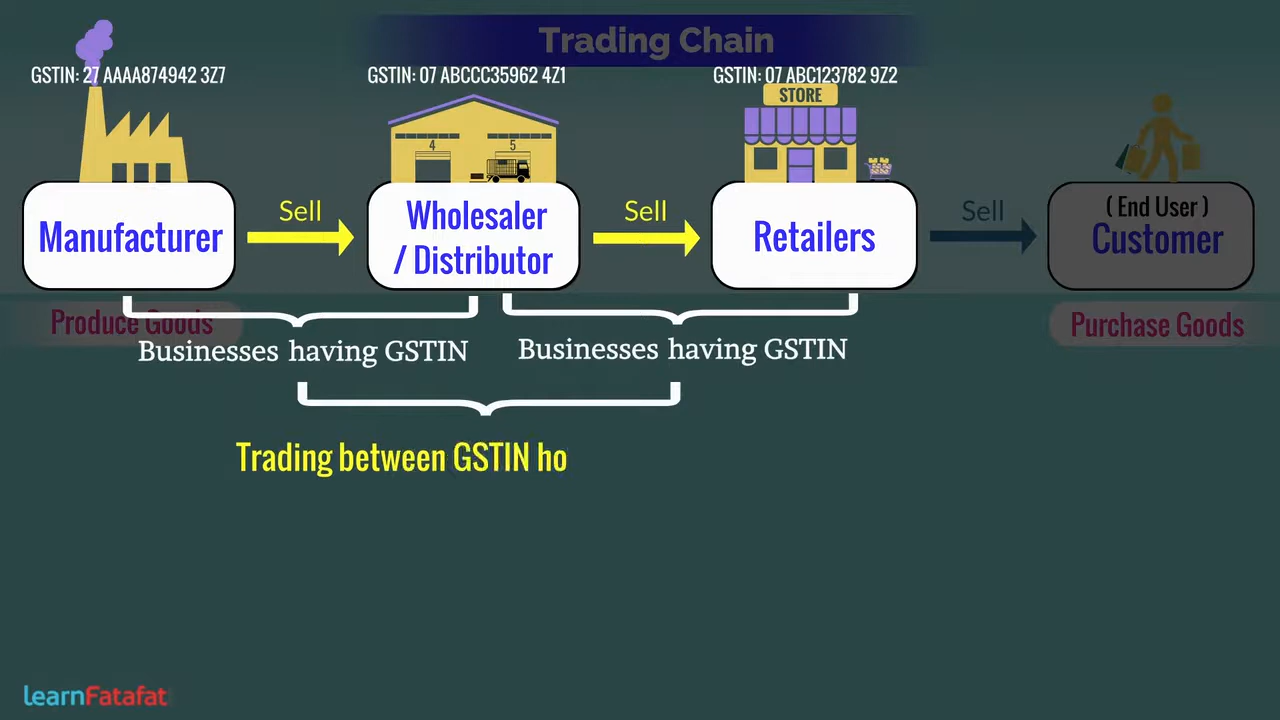 Trading Chain
GSTIN: 27 AAAA874942 3Z7
GSTIN: 07 ABCCC35962 4Z1
GSTIN: 07 ABC123782 9Z2
STORE
4
5
Manufacturer
Sell
Wholesaler
/ Distributor
Sell
Retailers
Sell
( End User )
Customer
Produce Goods
Purchase Goods
Businesses having GSTIN
Businesses having GSTIN
Trading between GSTIN ho
learnFatafat